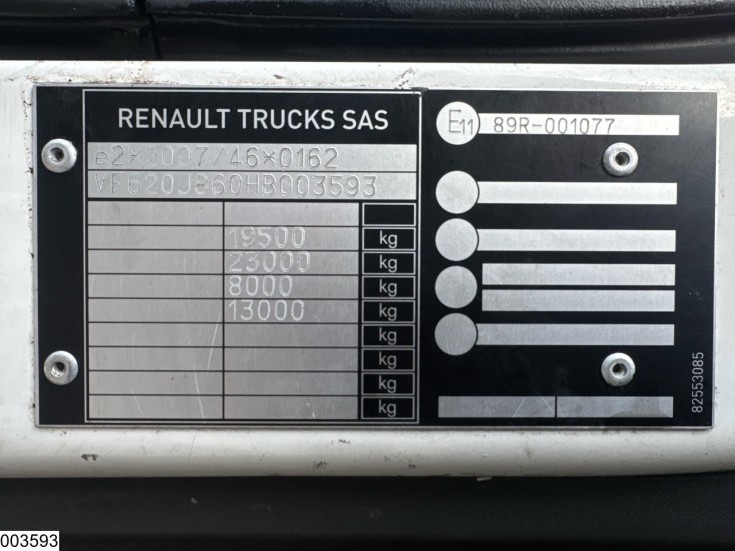 RENAULT TRUCKS SAS
e2*2007/46*0162
VF620J860HB003593
19500 kg
23000 kg
8000 kg
13000 kg
kg
kg
kg
kg
E11 89R-001077
82553085
003593